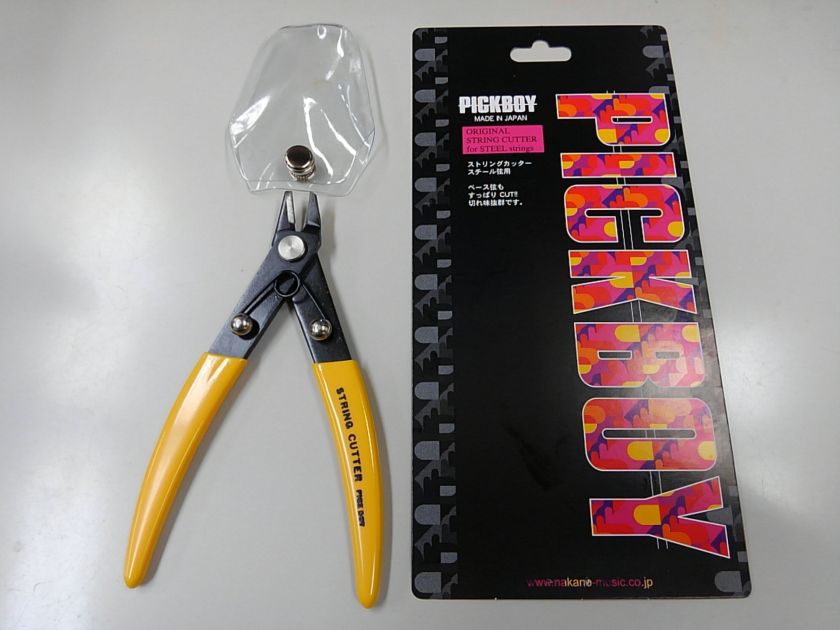 PICKBOY
MADE IN JAPAN
ORIGINAL
STRING CUTTER
for STEEL strings
ストリングカッター
スチール弦用
ベース弦も
すっぱり CUT!!
切れ味抜群です。
PICKBOY
STRING CUTTER PICK BOY
www.nakano-music.co.jp